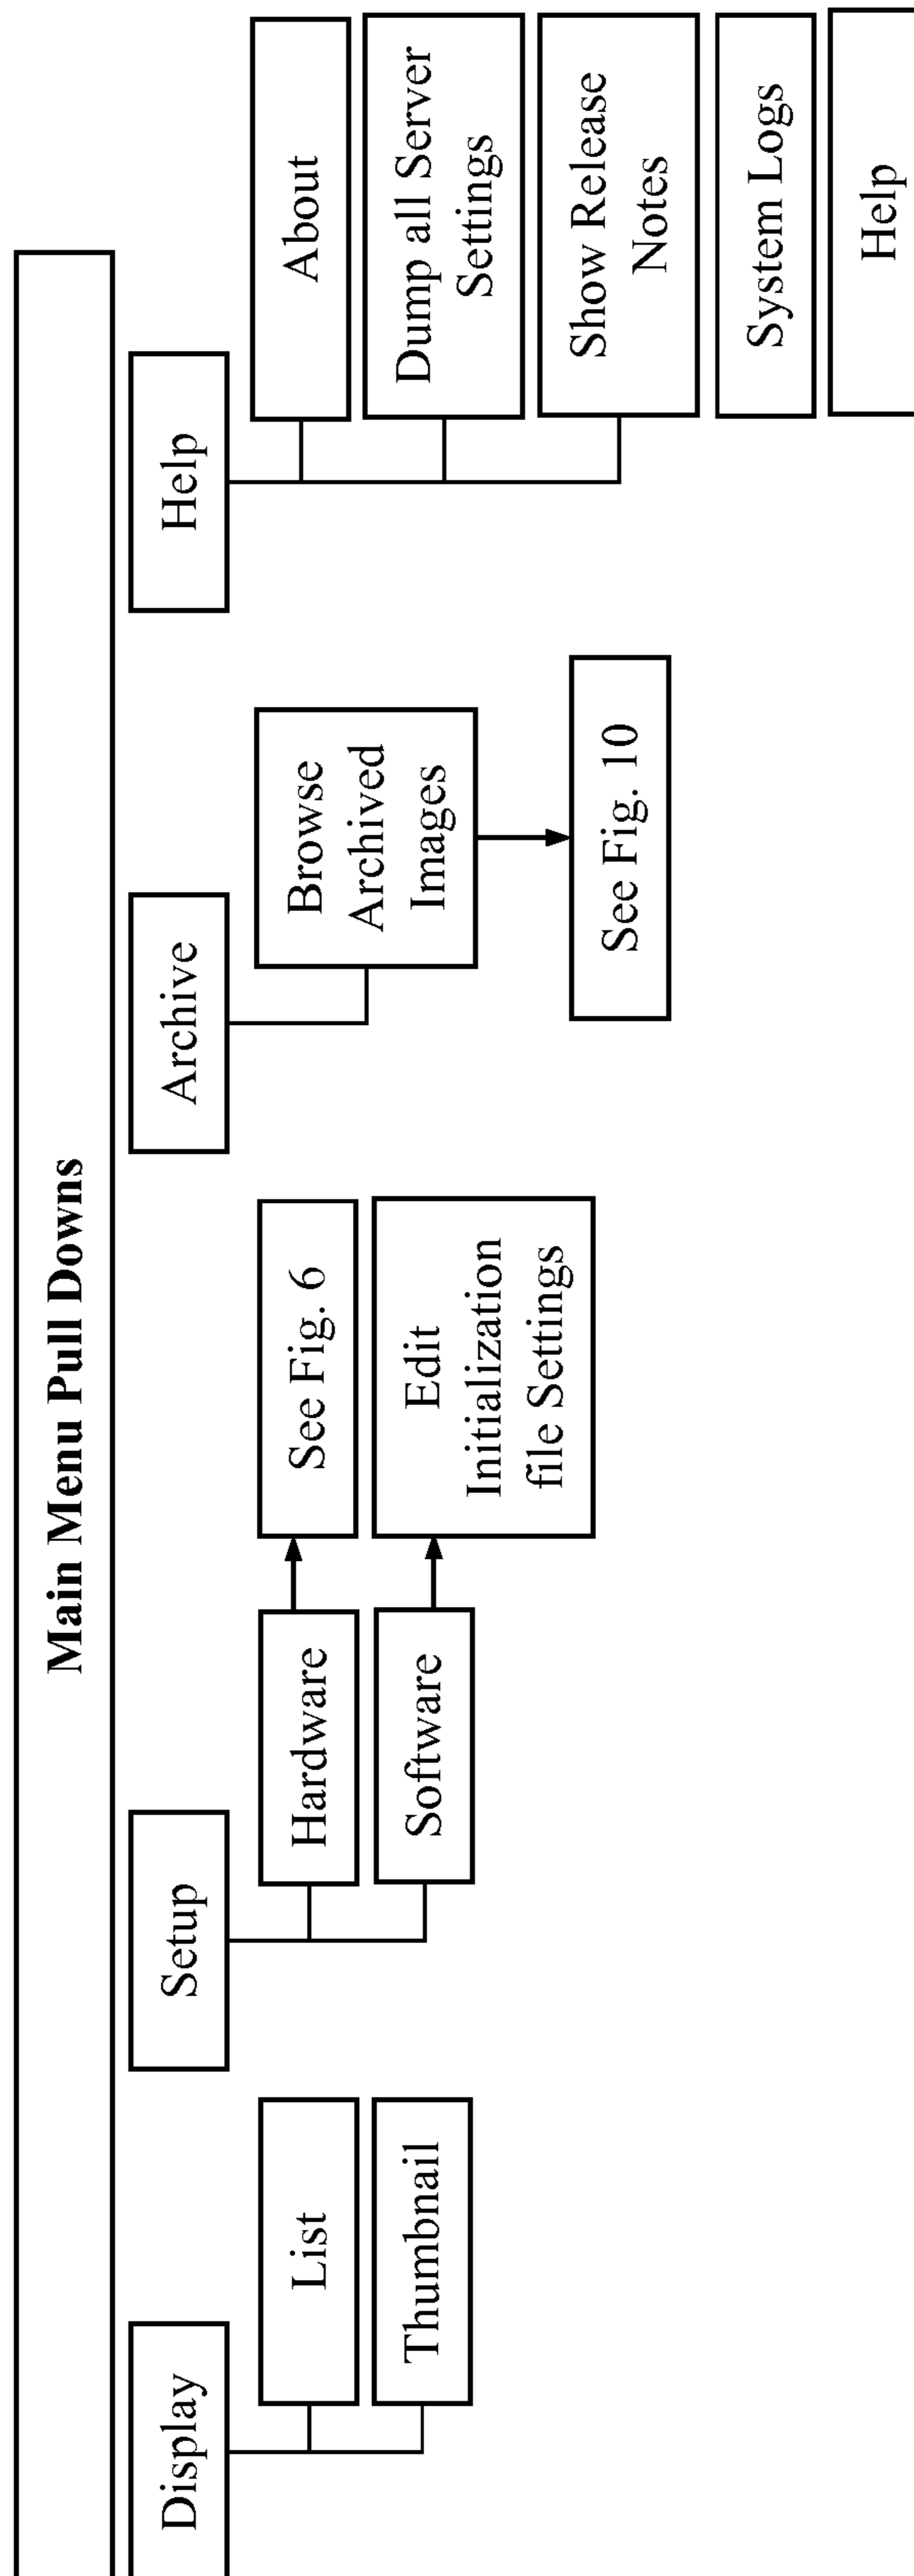 Main Menu Pull Downs
Display
List
Thumbnail
Setup
Hardware
See Fig. 6
Software
Edit
Initialization
file Settings
Archive
Browse
Archived
Images
See Fig. 10
Help
About
Dump all Server
Settings
Show Release
Notes
System Logs
Help